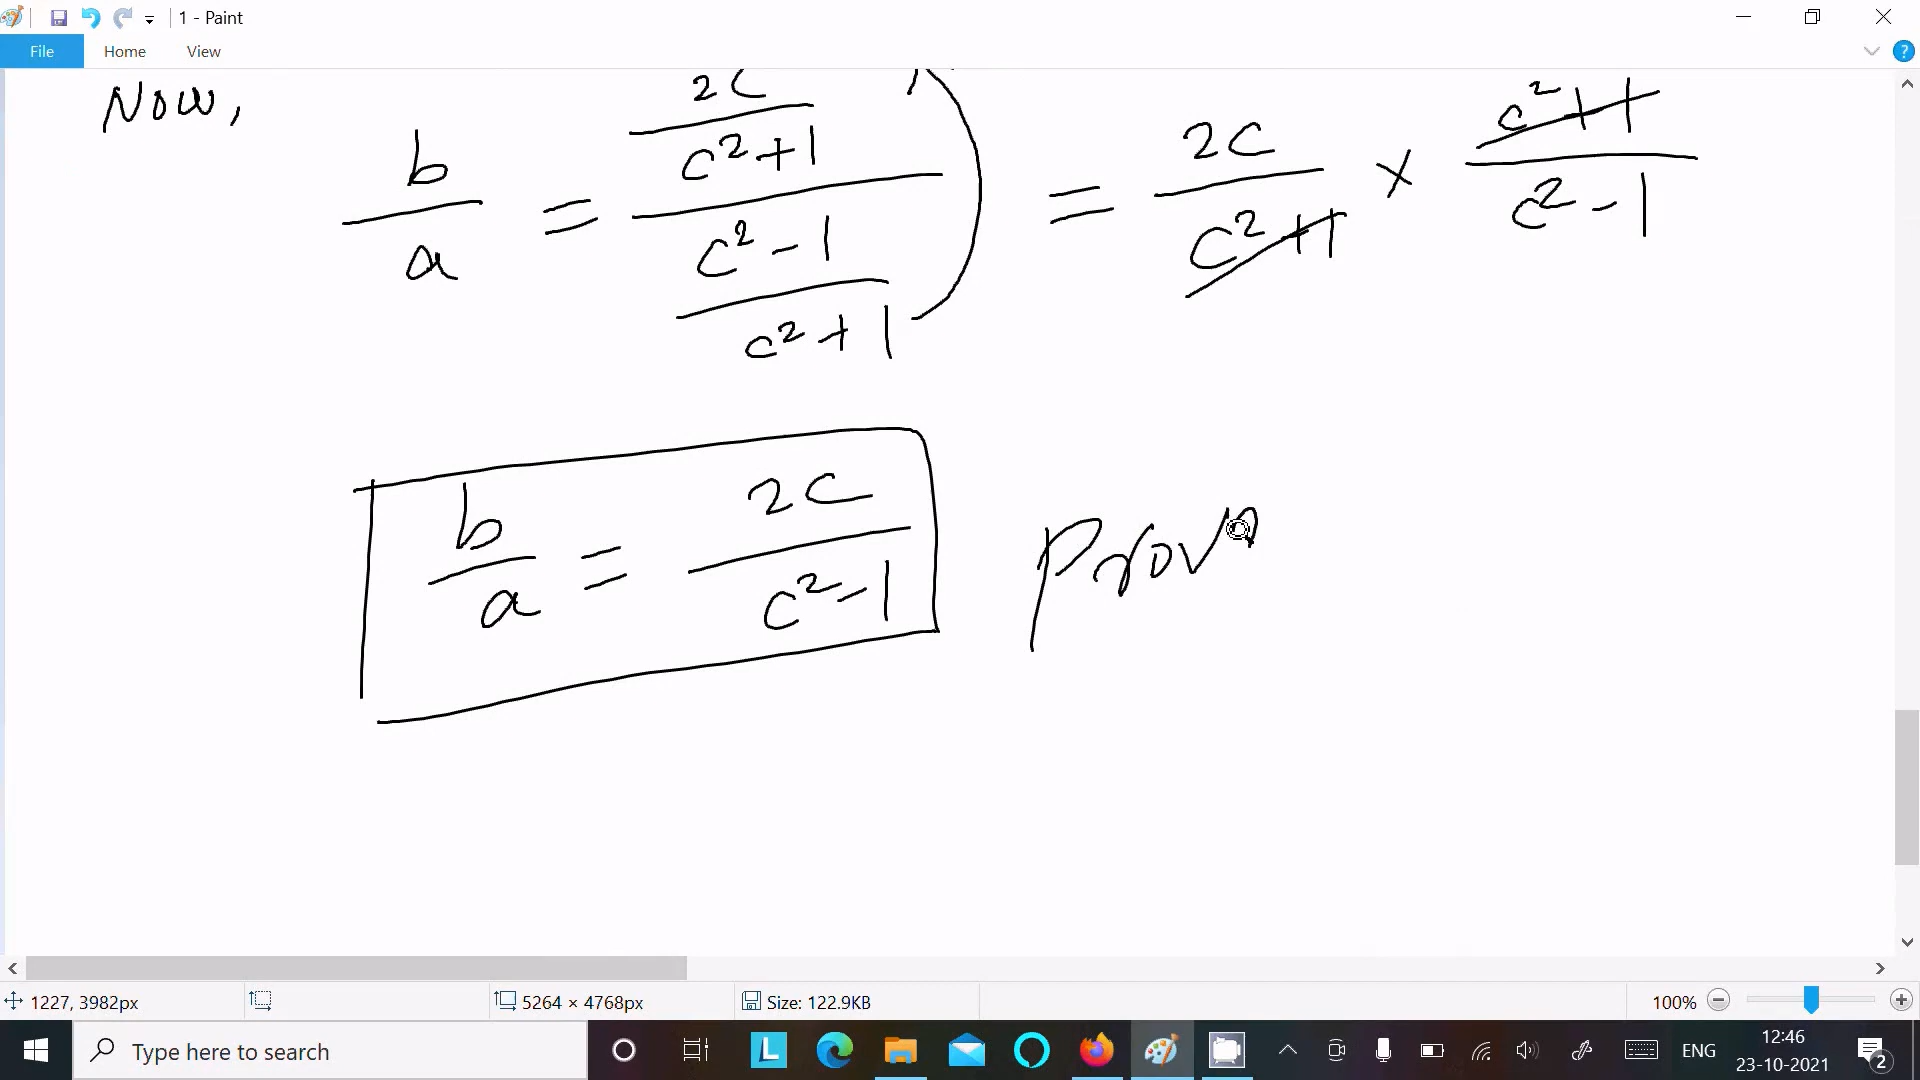 1 - Paint
File Home View
Now,
b/a = (2c/(c²+1))/((c²-1)/(c²+1)) = 2c/(c²+1) × (c²+1)/(c²-1)
b/a = 2c/(c²-1)
1227, 3982px 5264 × 4768px Size: 122.9KB 100%
Type here to search L ENG 12:46
23-10-2021 2